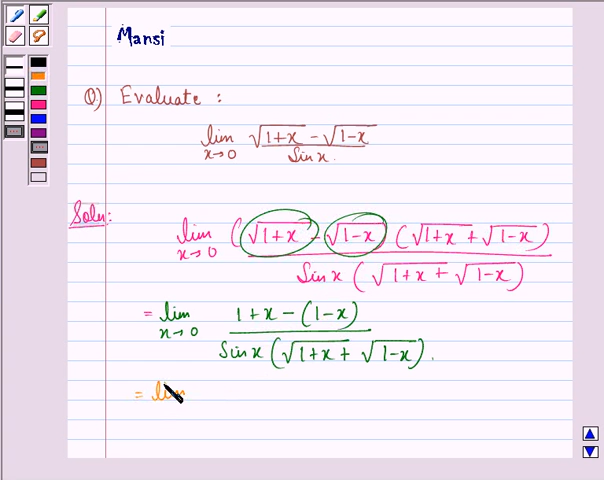 Mansi
Q) Evaluate :
lim x→0 √1+x - √1-x / Sin x.
Soln:
lim x→0 (√1+x - √1-x) (√1+x + √1-x) / Sin x (√1+x + √1-x)
= lim x→0 1+x - (1-x) / Sin x (√1+x + √1-x).
= lim